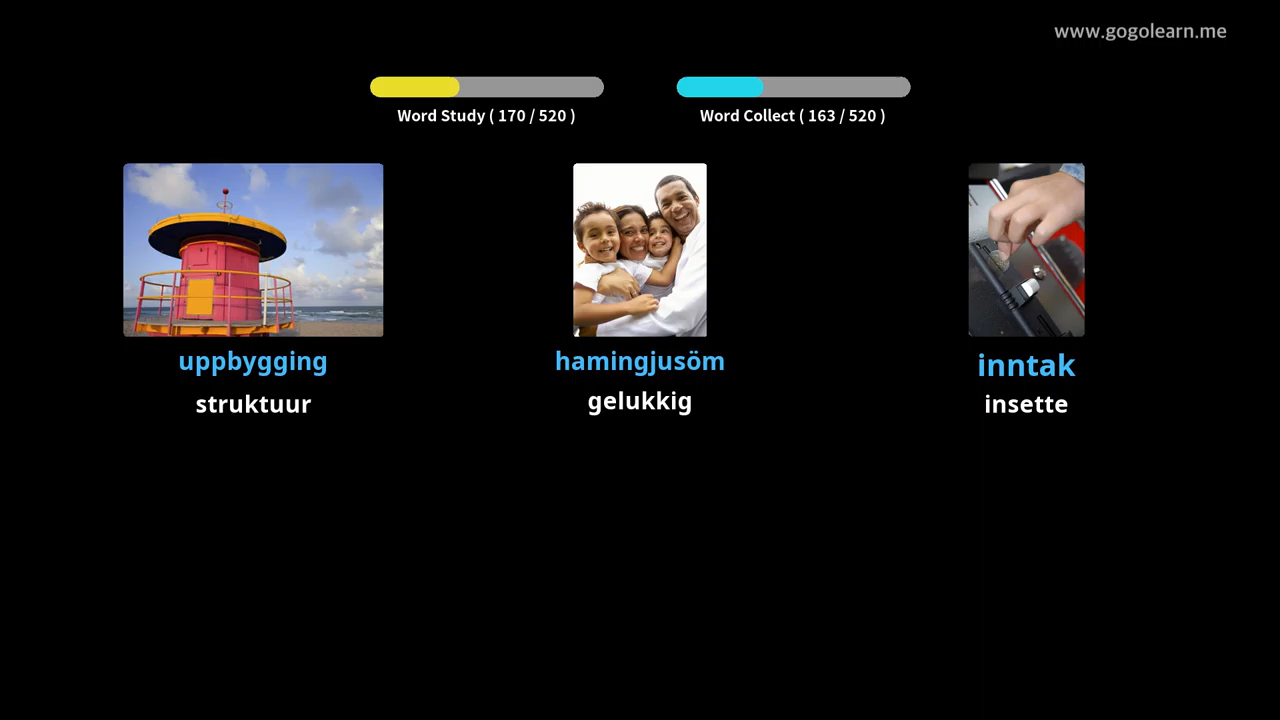 www.gogolearn.me
Word Study ( 170 / 520 )
Word Collect ( 163 / 520 )
uppbygging
hamingjusöm
inntak
struktuur
gelukkig
insette